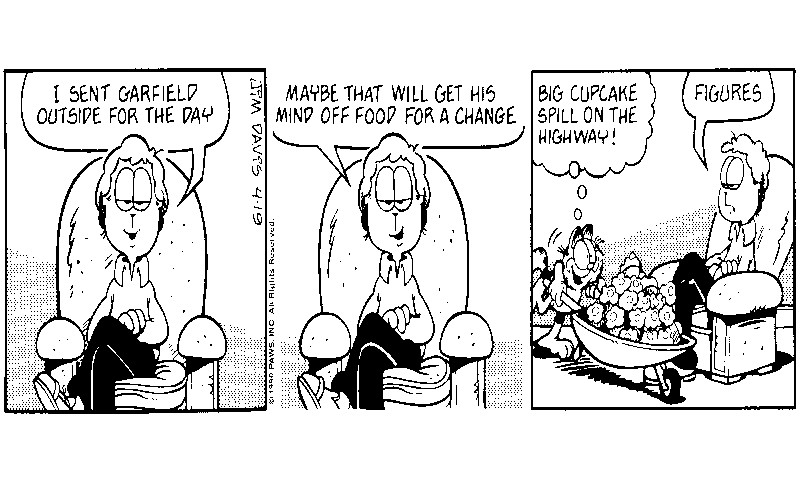 I SENT GARFIELD
OUTSIDE FOR THE DAY
JIM DAVIS 4-19
© 1990 PAWS, INC. All Rights Reserved.
MAYBE THAT WILL GET HIS
MIND OFF FOOD FOR A CHANGE
BIG CUPCAKE
SPILL ON THE
HIGHWAY!
FIGURES